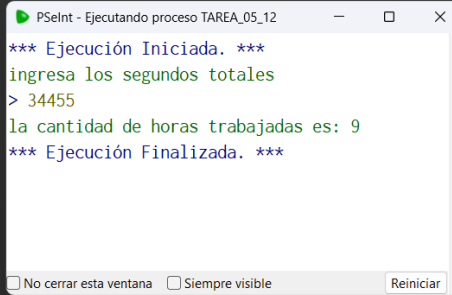 PSeInt - Ejecutando proceso TAREA_05_12
*** Ejecución Iniciada. ***
ingresa los segundos totales
> 34455
la cantidad de horas trabajadas es: 9
*** Ejecución Finalizada. ***
No cerrar esta ventana Siempre visible Reiniciar